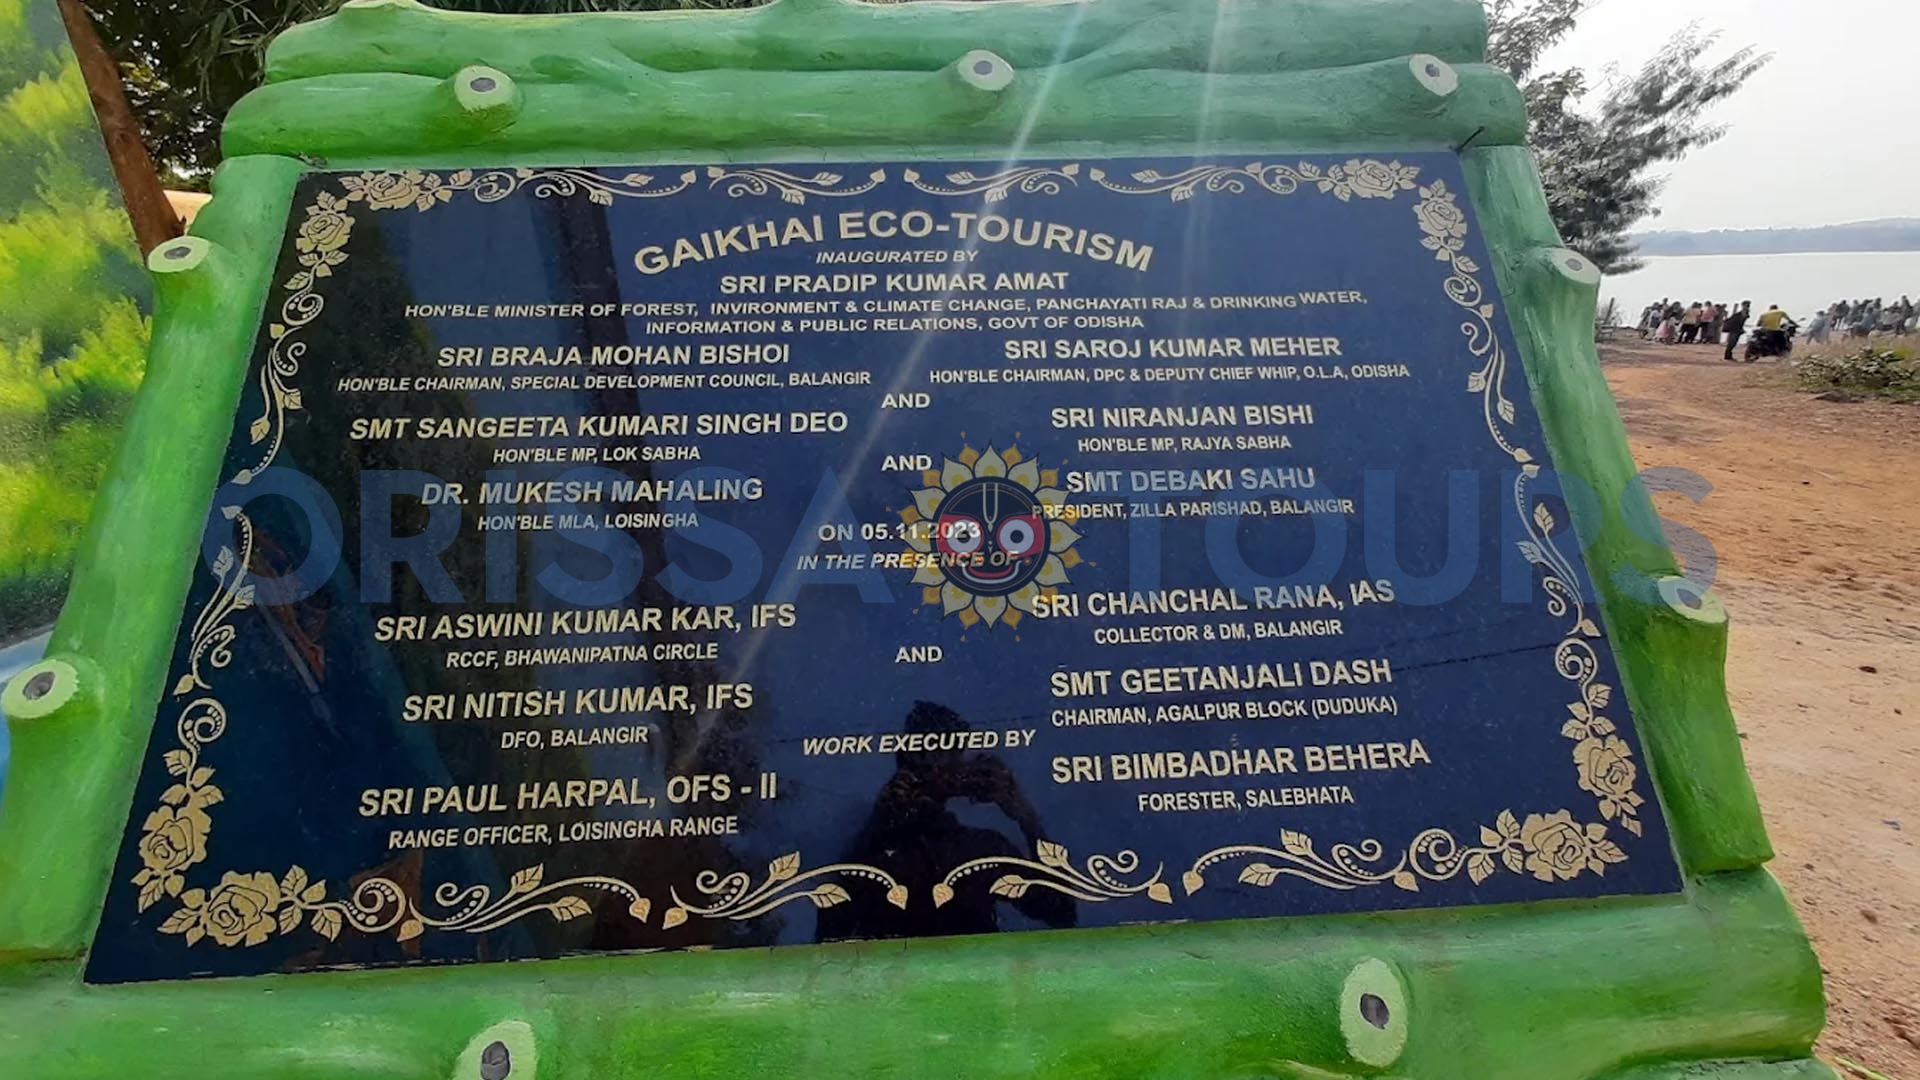 GAIKHAI ECO-TOURISM
INAUGURATED BY
SRI PRADIP KUMAR AMAT
HON'BLE MINISTER OF FOREST, INVIRONMENT & CLIMATE CHANGE, PANCHAYATI RAJ & DRINKING WATER,
INFORMATION & PUBLIC RELATIONS, GOVT OF ODISHA
SRI BRAJA MOHAN BISHOI
HON'BLE CHAIRMAN, SPECIAL DEVELOPMENT COUNCIL, BALANGIR
SRI SAROJ KUMAR MEHER
HON'BLE CHAIRMAN, DPC & DEPUTY CHIEF WHIP, O.L.A, ODISHA
AND
SMT SANGEETA KUMARI SINGH DEO
HON'BLE MP, LOK SABHA
SRI NIRANJAN BISHI
HON'BLE MP, RAJYA SABHA
AND
DR. MUKESH MAHALING
HON'BLE MLA, LOISINGHA
SMT DEBAKI SAHU
PRESIDENT, ZILLA PARISHAD, BALANGIR
ON 05.11.2023
IN THE PRESENCE OF
SRI ASWINI KUMAR KAR, IFS
RCCF, BHAWANIPATNA CIRCLE
SRI CHANCHAL RANA, IAS
COLLECTOR & DM, BALANGIR
AND
SRI NITISH KUMAR, IFS
DFO, BALANGIR
SMT GEETANJALI DASH
CHAIRMAN, AGALPUR BLOCK (DUDUKA)
WORK EXECUTED BY
SRI PAUL HARPAL, OFS - II
RANGE OFFICER, LOISINGHA RANGE
SRI BIMBADHAR BEHERA
FORESTER, SALEBHATA
ORISSA TOURS